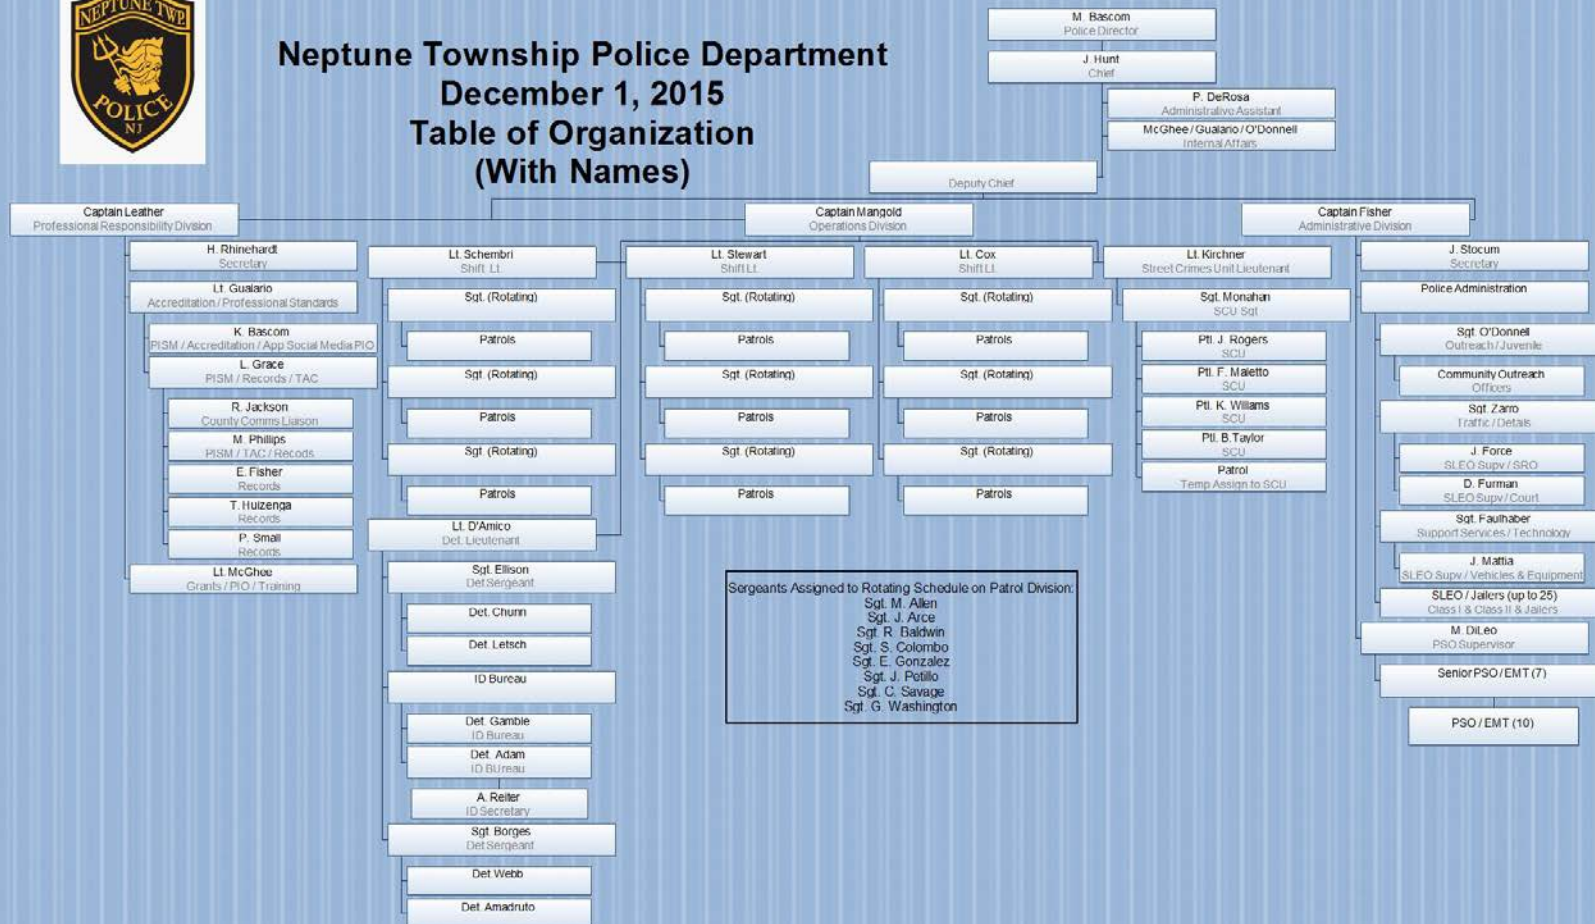 NEPTUNE TWP.
POLICE
NJ
Neptune Township Police Department
December 1, 2015
Table of Organization
(With Names)
M. Bascom
Police Director
J. Hunt
Chief
P. DeRosa
Administrative Assistant
McGhee / Gualario / O'Donnell
Internal Affairs
Deputy Chief
Captain Leather
Professional Responsibility Division
H. Rhinehardt
Secretary
Lt. Gualario
Accreditation / Professional Standards
K. Bascom
PISM / Accreditation / App Social Media PIO
L. Grace
PISM / Records / TAC
R. Jackson
County Comms Liaison
M. Phillips
PISM / TAC / Recods
E. Fisher
Records
T. Huizenga
Records
P. Small
Records
Lt. McGhee
Grants / PIO / Training
Captain Mangold
Operations Division
Lt. Schembri
Shift Lt.
Sgt. (Rotating)
Patrols
Sgt. (Rotating)
Patrols
Sgt. (Rotating)
Patrols
Lt. D'Amico
Det. Lieutenant
Sgt. Ellison
Det Sergeant
Det. Chunn
Det. Letsch
ID Bureau
Det. Gamble
ID Bureau
Det. Adam
ID BUreau
A. Reiter
ID Secretary
Sgt. Borges
Det Sergeant
Det. Webb
Det. Amadruto
Lt. Stewart
Shift Lt.
Sgt. (Rotating)
Patrols
Sgt. (Rotating)
Patrols
Sgt. (Rotating)
Patrols
Lt. Cox
Shift Lt.
Sgt. (Rotating)
Patrols
Sgt. (Rotating)
Patrols
Sgt. (Rotating)
Patrols
Lt. Kirchner
Street Crimes Unit Lieutenant
Sgt. Monahan
SCU Sgt
Ptl. J. Rogers
SCU
Ptl. F. Maletto
SCU
Ptl. K. Willams
SCU
Ptl. B.Taylor
SCU
Patrol
Temp Assign to SCU
Sergeants Assigned to Rotating Schedule on Patrol Division:
Sgt. M. Allen
Sgt. J. Arce
Sgt. R. Baldwin
Sgt. S. Colombo
Sgt. E. Gonzalez
Sgt. J. Petillo
Sgt. C. Savage
Sgt. G. Washington
Captain Fisher
Administrative Division
J. Stocum
Secretary
Police Administration
Sgt. O'Donnell
Outreach / Juvenile
Community Outreach
Officers
Sgt. Zarro
Traffic / Details
J. Force
SLEO Supv / SRO
D. Furman
SLEO Supv / Court
Sgt. Faulhaber
Support Services / Technology
J. Mattia
SLEO Supv / Vehicles & Equipment
SLEO / Jailers (up to 25)
Class I & Class II & Jailers
M. DiLeo
PSO Supervisor
Senior PSO / EMT (7)
PSO / EMT (10)